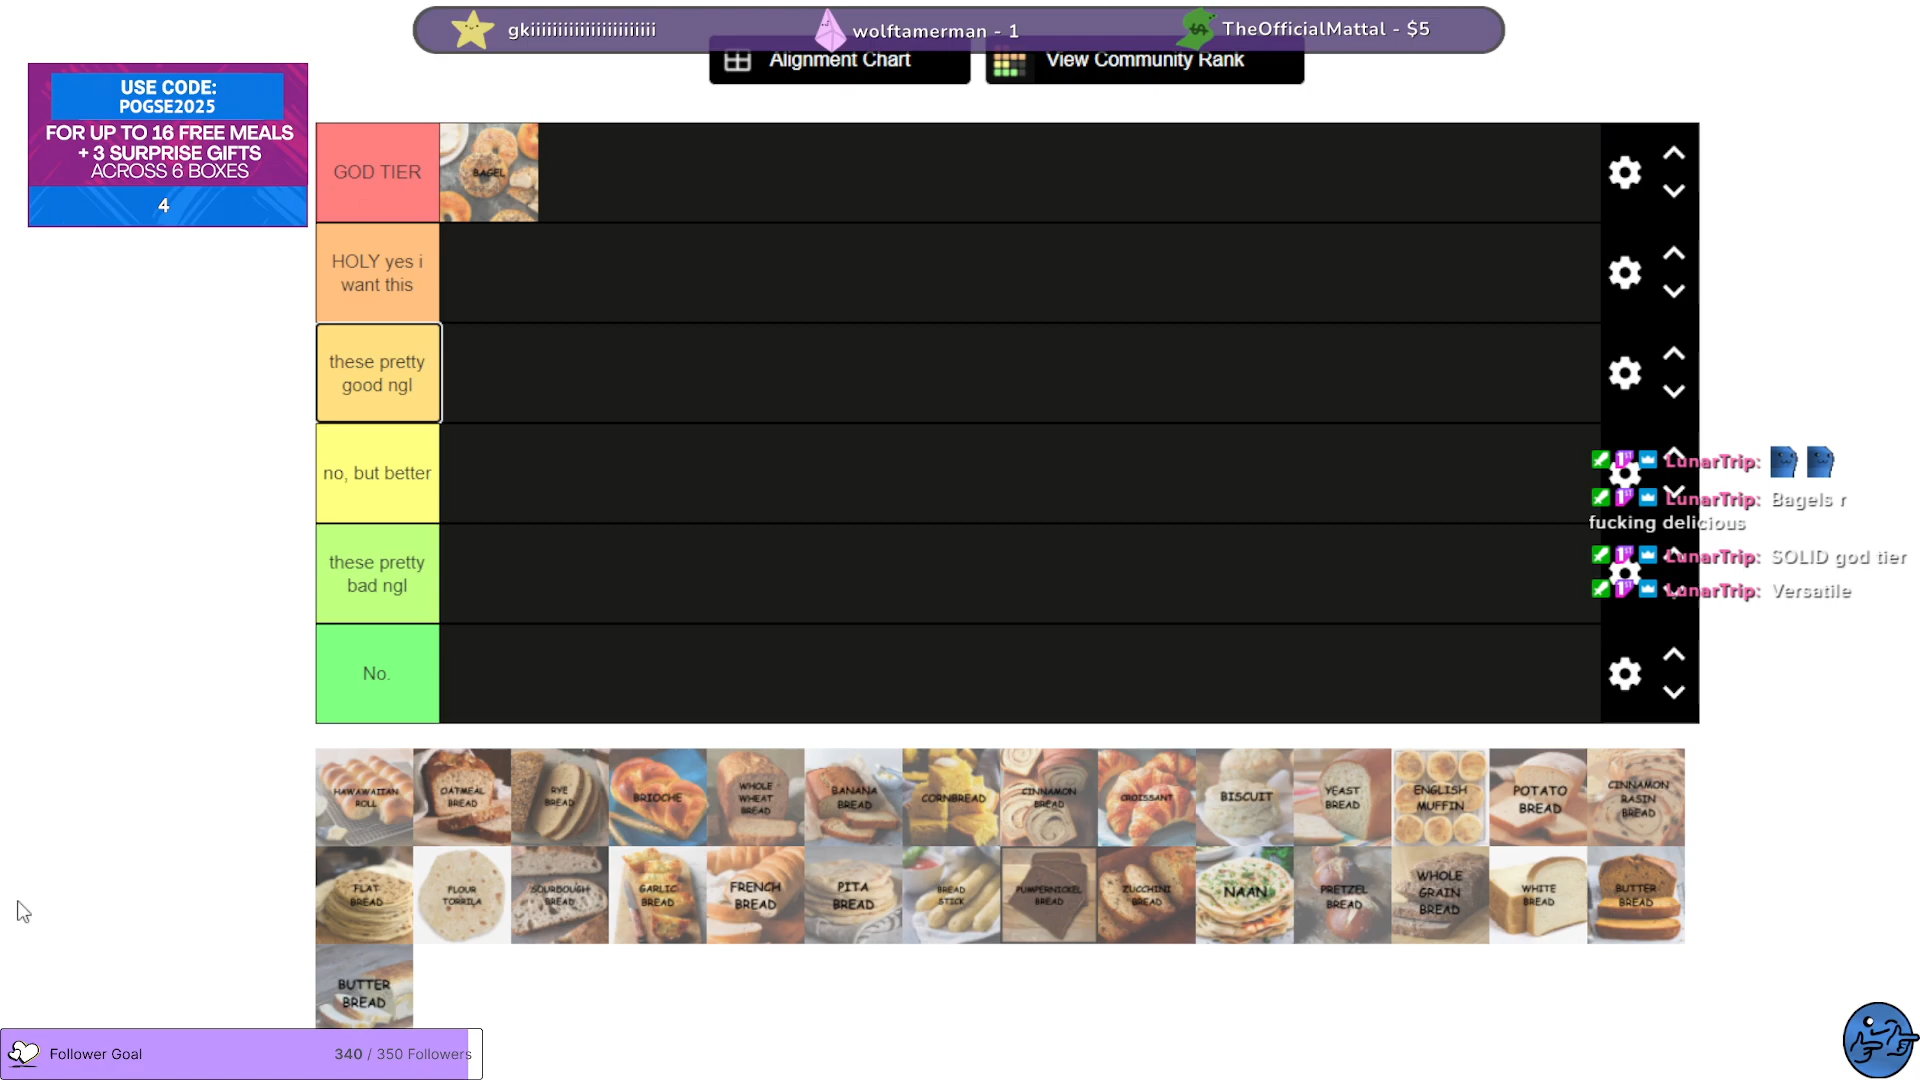 gkiiiiiiiiiiiiiiiiiiiiiii
wolftamerman - 1
TheOfficialMattal - $5
Alignment Chart
View Community Rank
USE CODE:
POGSE2025
FOR UP TO 16 FREE MEALS
+ 3 SURPRISE GIFTS
ACROSS 6 BOXES
4
GOD TIER
BAGEL
HOLY yes i
want this
these pretty
good ngl
no, but better
these pretty
bad ngl
No.
LunarTrip:
LunarTrip: Bagels r
fucking delicious
LunarTrip: SOLID god tier
LunarTrip: Versatile
HAWAWAIIAN
ROLL
OATMEAL
BREAD
RYE
BREAD
BRIOCHE
WHOLE
WHEAT
BREAD
BANANA
BREAD
CORNBREAD
CINNAMON
BREAD
CROISSANT
BISCUIT
YEAST
BREAD
ENGLISH
MUFFIN
POTATO
BREAD
CINNAMON
RASIN
BREAD
FLAT
BREAD
FLOUR
TORRILA
SOURBOUGH
BREAD
GARLIC
BREAD
FRENCH
BREAD
PITA
BREAD
BREAD
STICK
PUMPERNICKEL
BREAD
ZUCCHINI
BREAD
NAAN
PRETZEL
BREAD
WHOLE
GRAIN
BREAD
WHITE
BREAD
BUTTER
BREAD
BUTTER
BREAD
Follower Goal
340 / 350 Followers